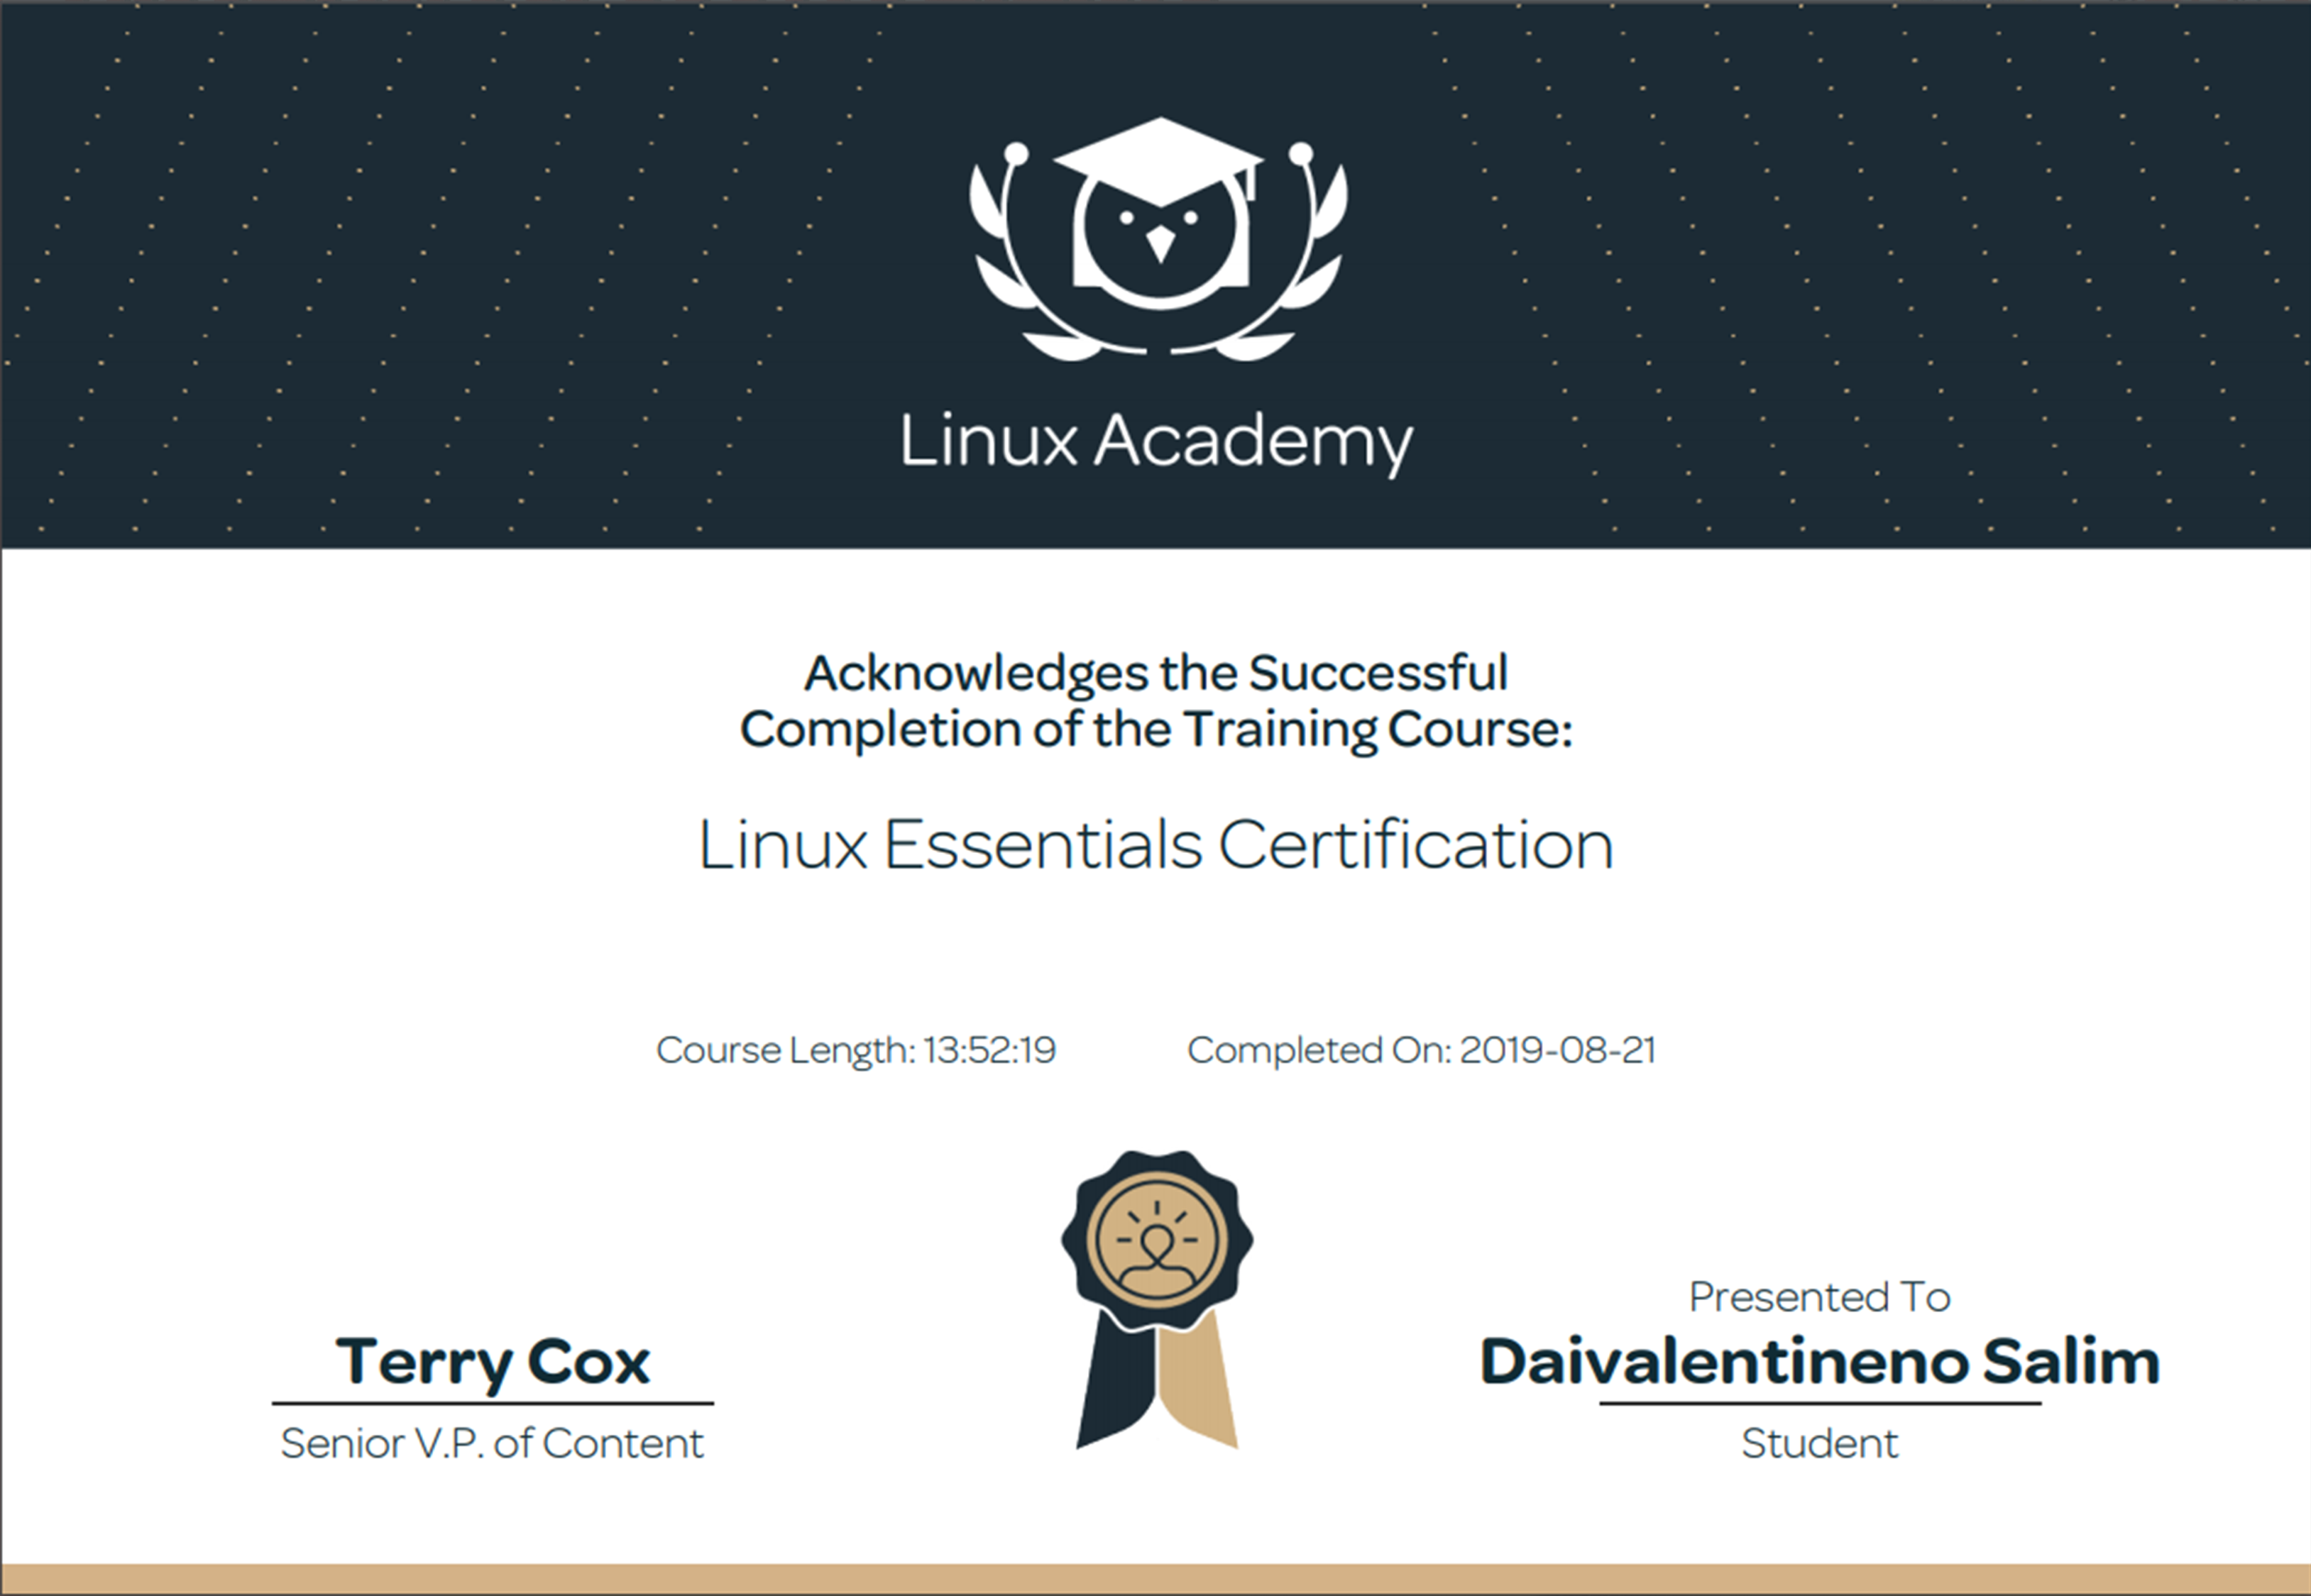 Linux Academy
Acknowledges the Successful
Completion of the Training Course:
Linux Essentials Certification
Course Length: 13:52:19
Completed On: 2019-08-21
Terry Cox
Senior V.P. of Content
Presented To
Daivalentineno Salim
Student